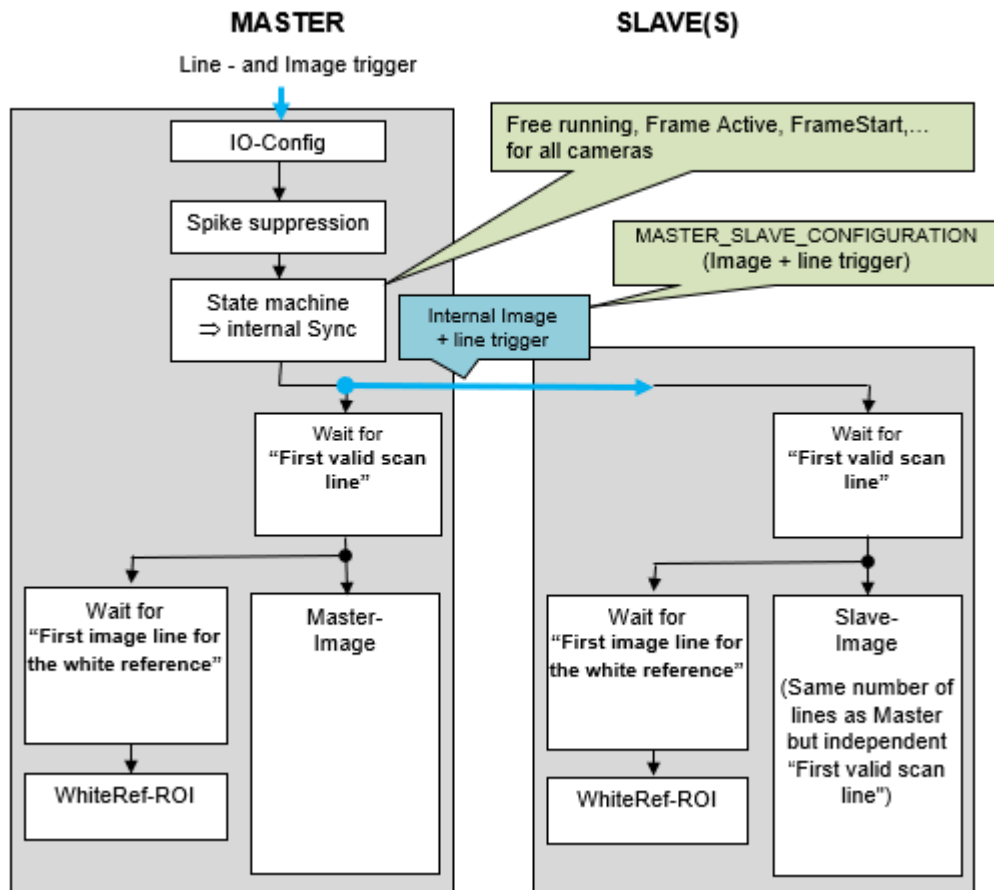 MASTER
SLAVE(S)
Line - and Image trigger
IO-Config
Free running, Frame Active, FrameStart,…
for all cameras
Spike suppression
MASTER_SLAVE_CONFIGURATION
(Image + line trigger)
State machine
⇒ internal Sync
Internal Image
+ line trigger
Wait for
“First valid scan
line”
Wait for
“First valid scan
line”
Wait for
“First image line for
the white reference”
Master-
Image
Wait for
“First image line for
the white reference”
Slave-
Image
(Same number of
lines as Master
but independent
“First valid scan
line”)
WhiteRef-ROI
WhiteRef-ROI